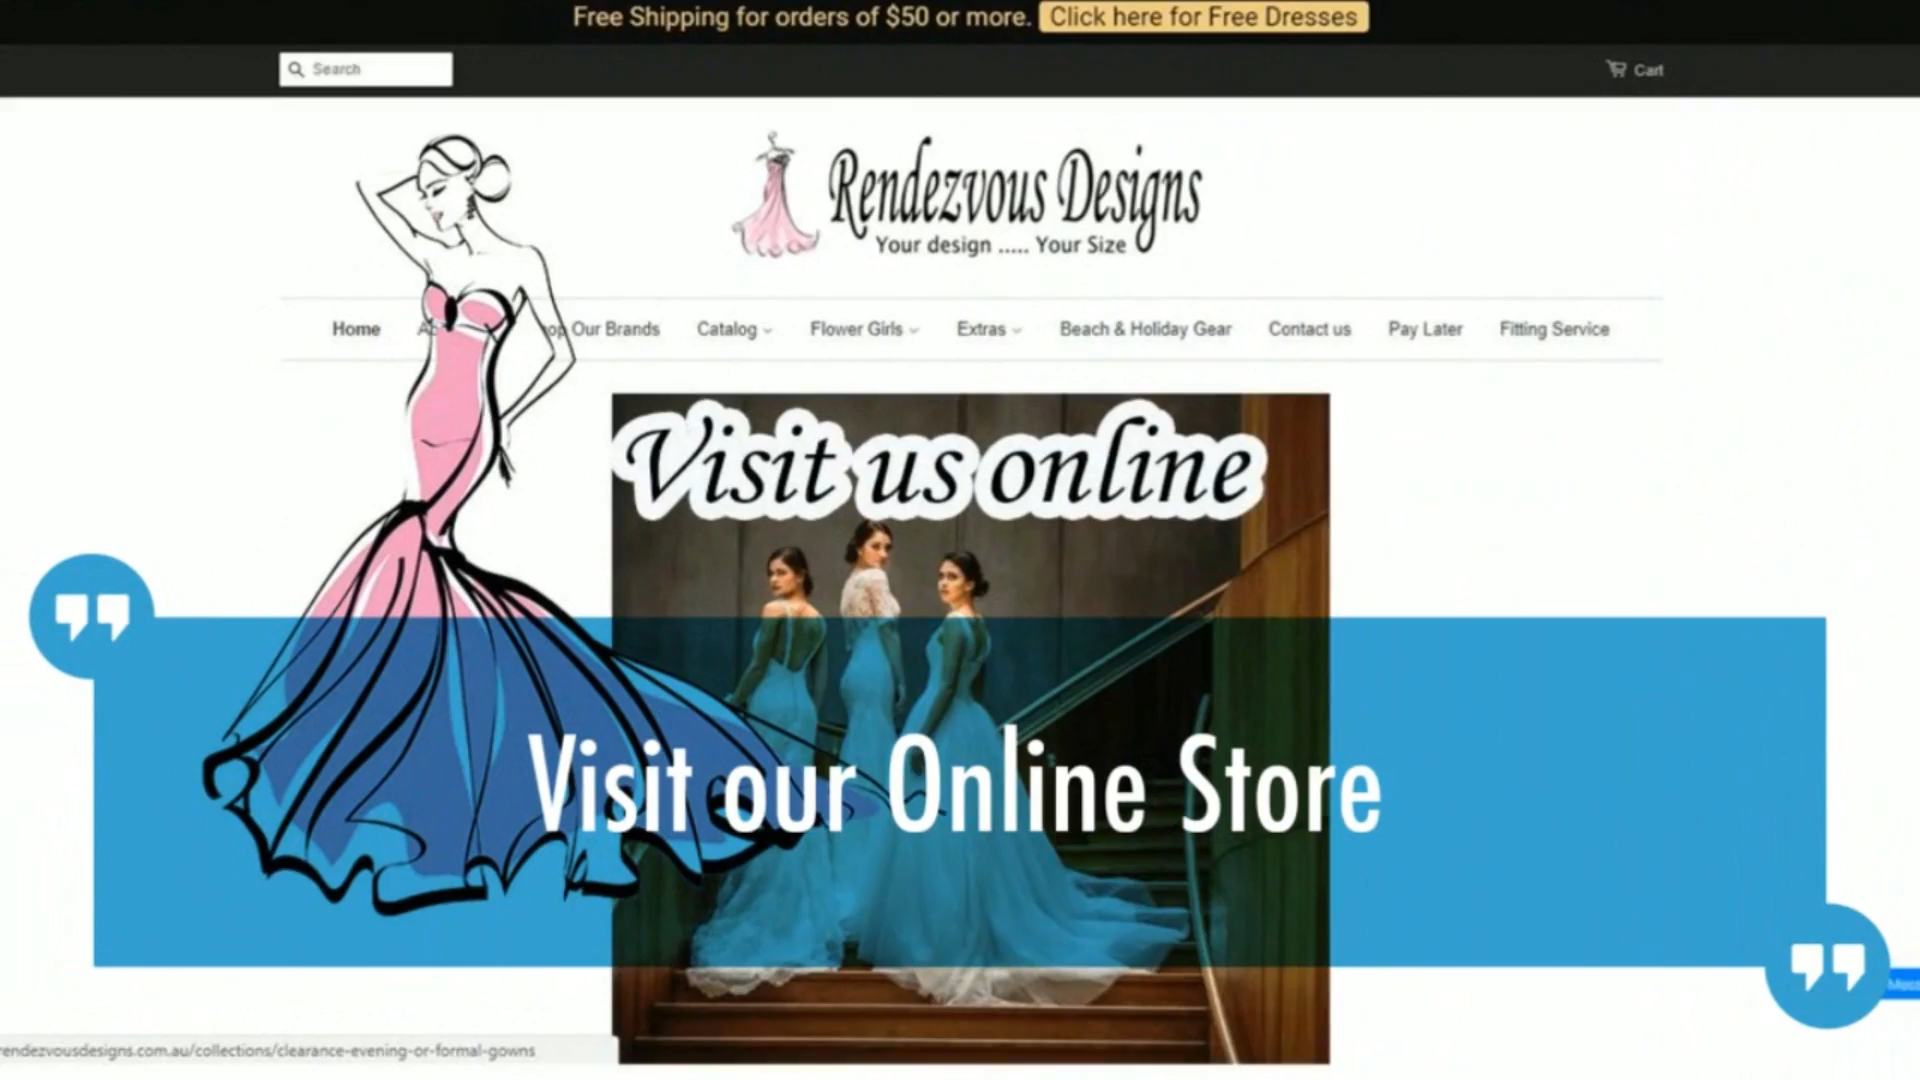 Free Shipping for orders of $50 or more. Click here for Free Dresses
Search
Cart
Rendezvous Designs
Your design ..... Your Size
Home
Our Brands
Catalog
Flower Girls
Extras
Beach & Holiday Gear
Contact us
Pay Later
Fitting Service
Visit us online
Visit our Online Store
rendezvousdesigns.com.au/collections/clearance-evening-or-formal-gowns